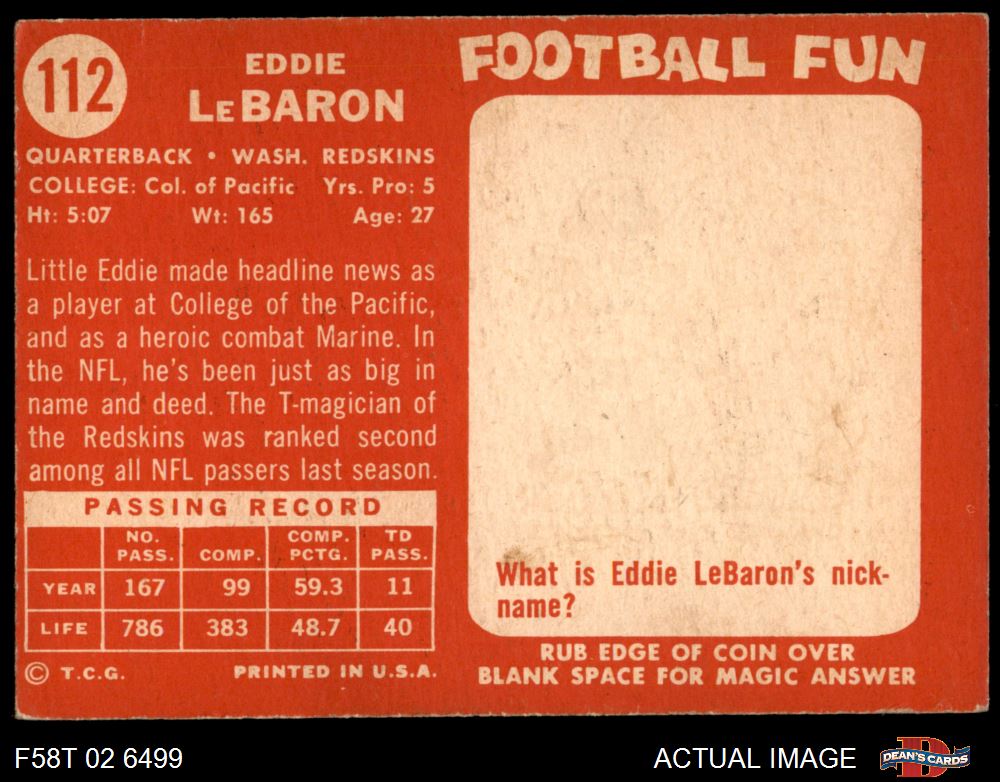 112
EDDIE
LeBARON
QUARTERBACK • WASH. REDSKINS
COLLEGE: Col. of Pacific Yrs. Pro: 5
Ht: 5:07 Wt: 165 Age: 27
Little Eddie made headline news as
a player at College of the Pacific,
and as a heroic combat Marine. In
the NFL, he's been just as big in
name and deed. The T-magician of
the Redskins was ranked second
among all NFL passers last season.
PASSING RECORD
NO. PASS. COMP. COMP. PCTG. TD PASS.
YEAR 167 99 59.3 11
LIFE 786 383 48.7 40
© T.C.G. PRINTED IN U.S.A.
FOOTBALL FUN
What is Eddie LeBaron's nick-
name?
RUB EDGE OF COIN OVER
BLANK SPACE FOR MAGIC ANSWER
F58T 02 6499
ACTUAL IMAGE
DEAN'S CARDS